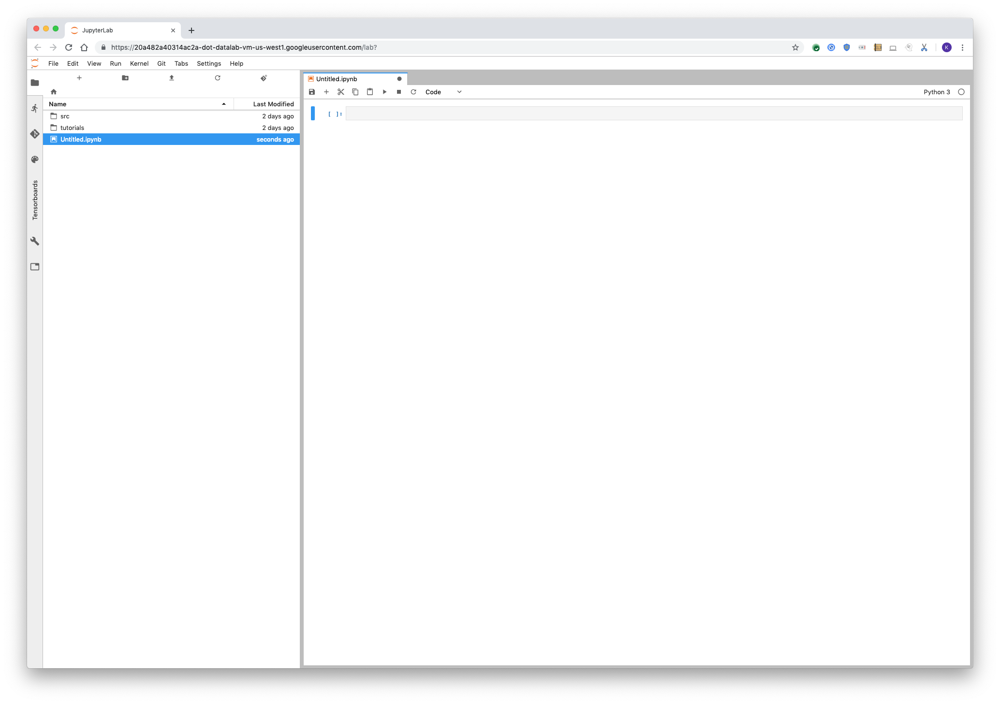 JupyterLab
https://20a482a40314ac2a-dot-datalab-vm-us-west1.googleusercontent.com/lab?
K
File Edit View Run Kernel Git Tabs Settings Help
Untitled.ipynb
Code Python 3
Name Last Modified
src 2 days ago
tutorials 2 days ago
Untitled.ipynb seconds ago
[ ]:
Tensorboards